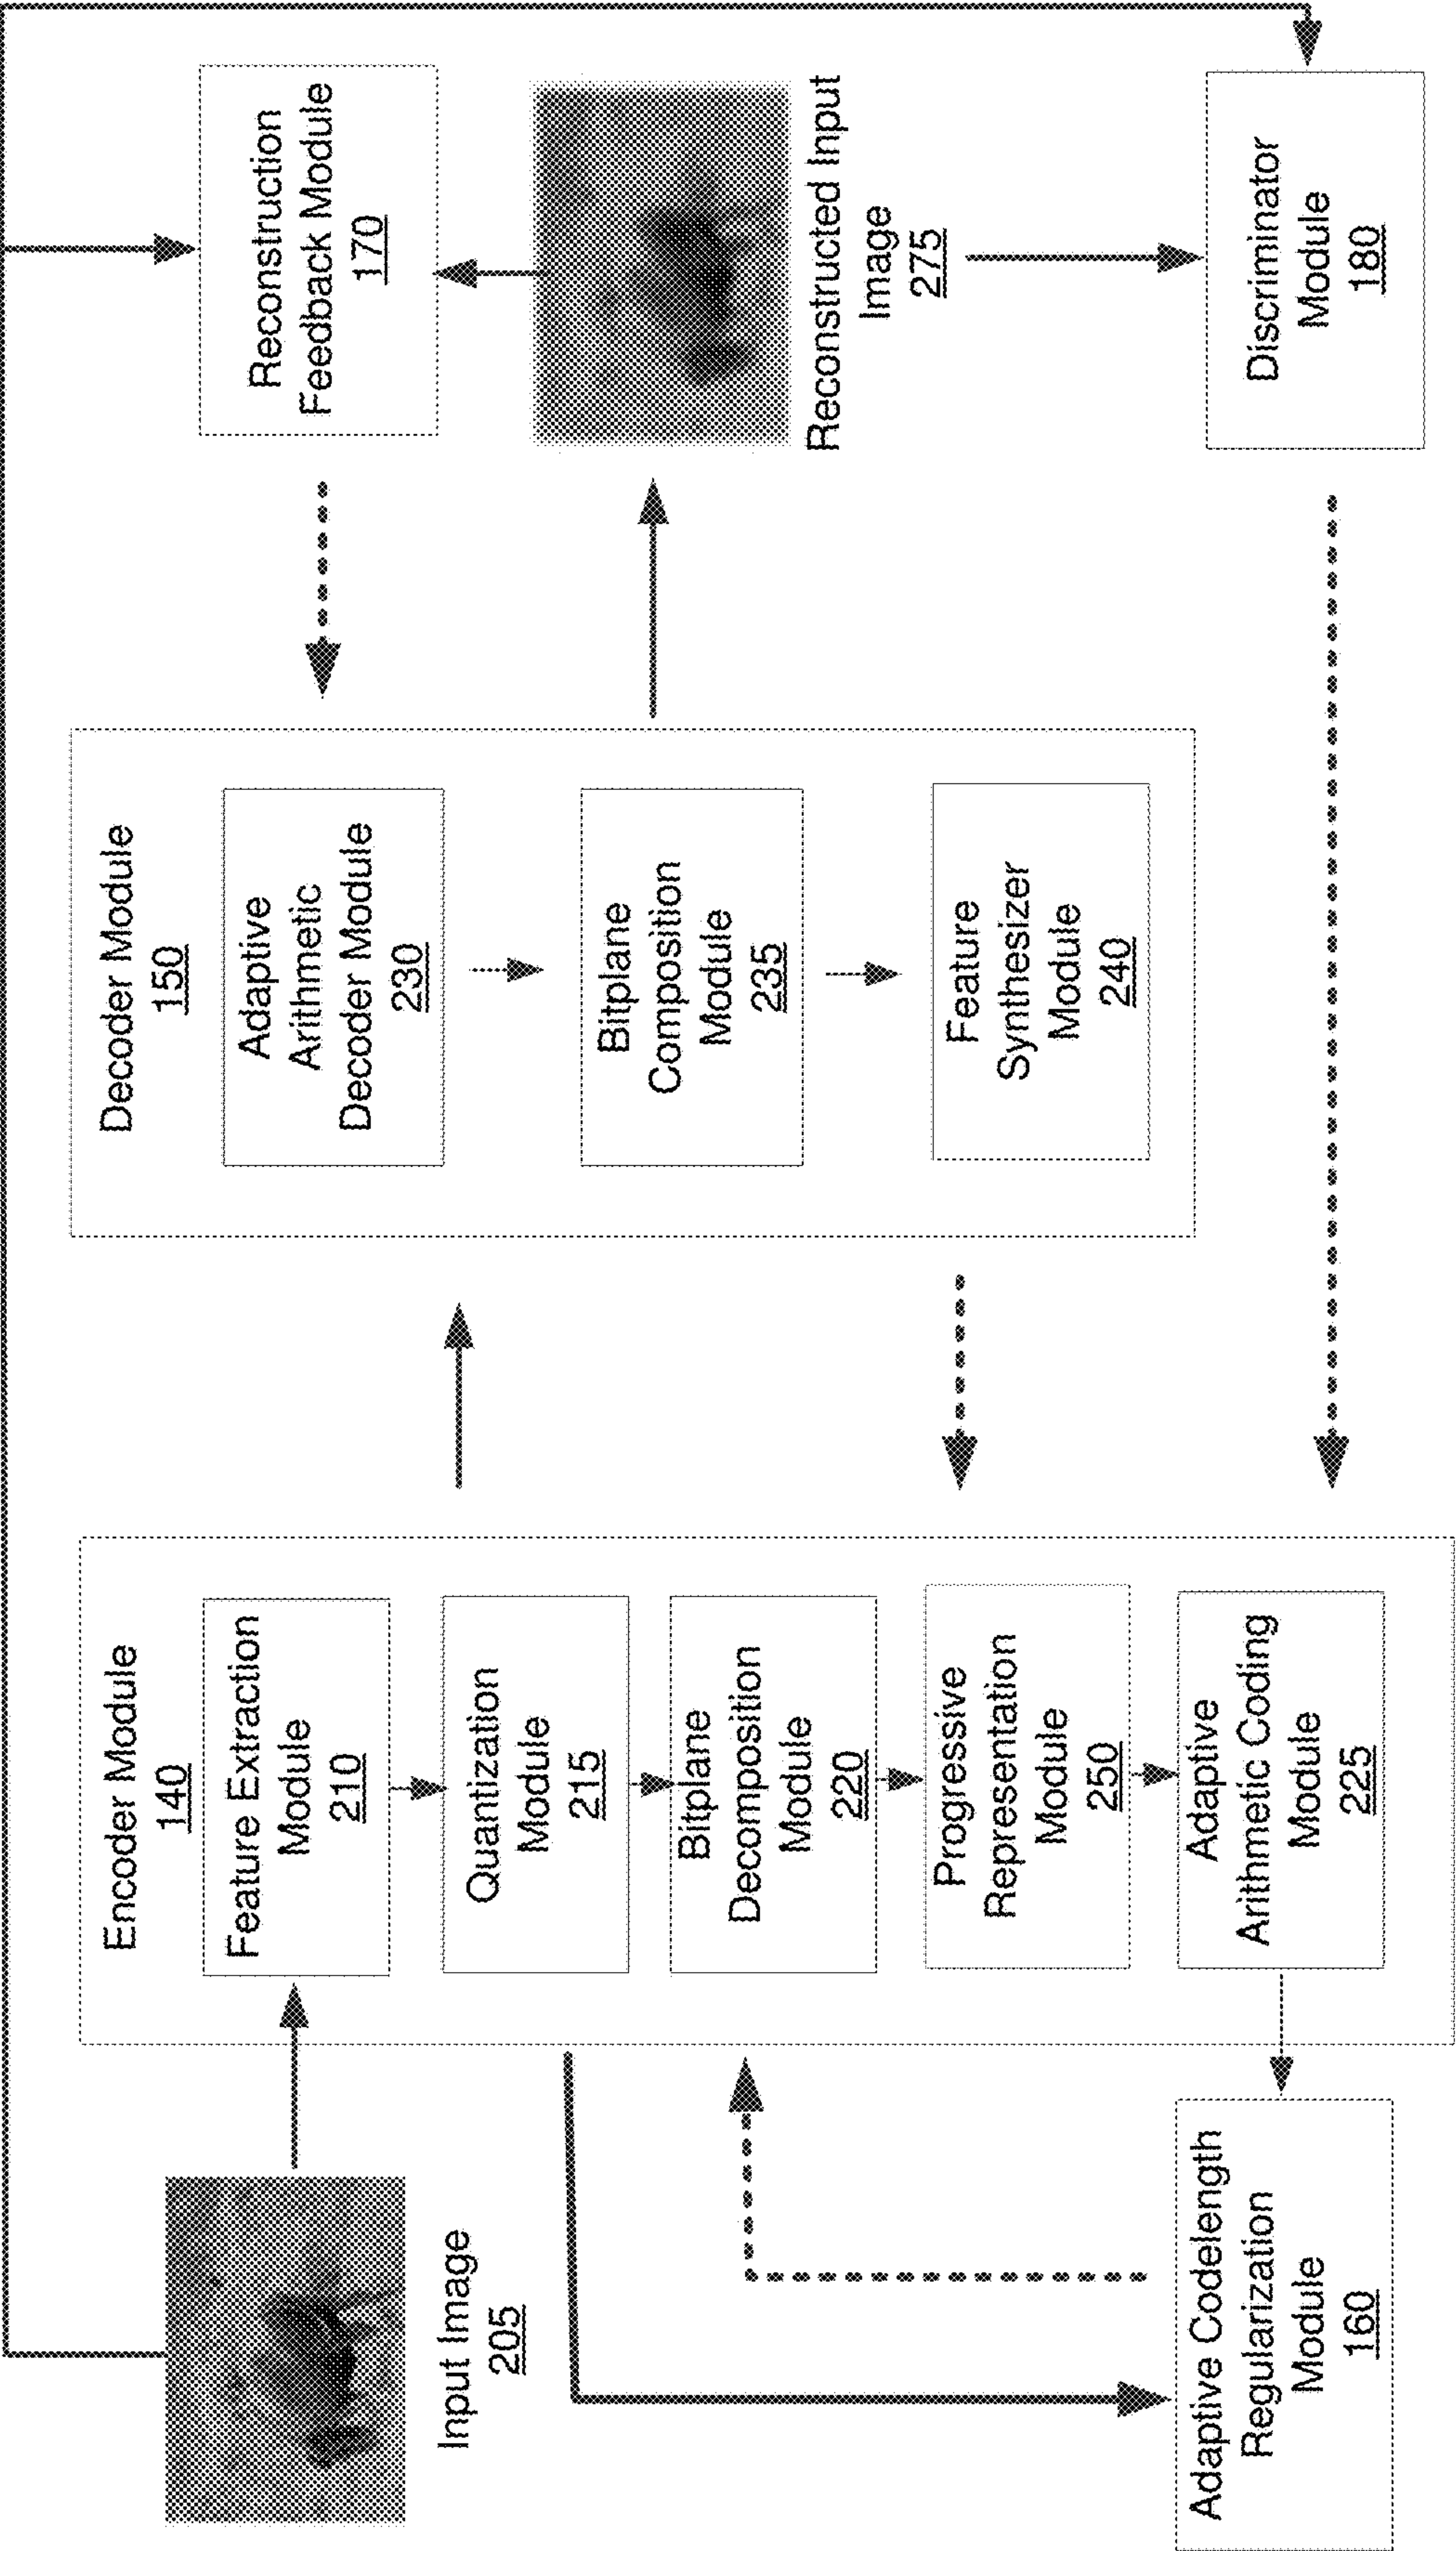 Input Image
205
Encoder Module
140
Feature Extraction
Module
210
Quantization
Module
215
Bitplane
Decomposition
Module
220
Progressive
Representation
Module
250
Adaptive
Arithmetic Coding
Module
225
Adaptive Codelength
Regularization
Module
160
Decoder Module
150
Adaptive
Arithmetic
Decoder Module
230
Bitplane
Composition
Module
235
Feature
Synthesizer
Module
240
Reconstruction
Feedback Module
170
Reconstructed Input
Image
275
Discriminator
Module
180